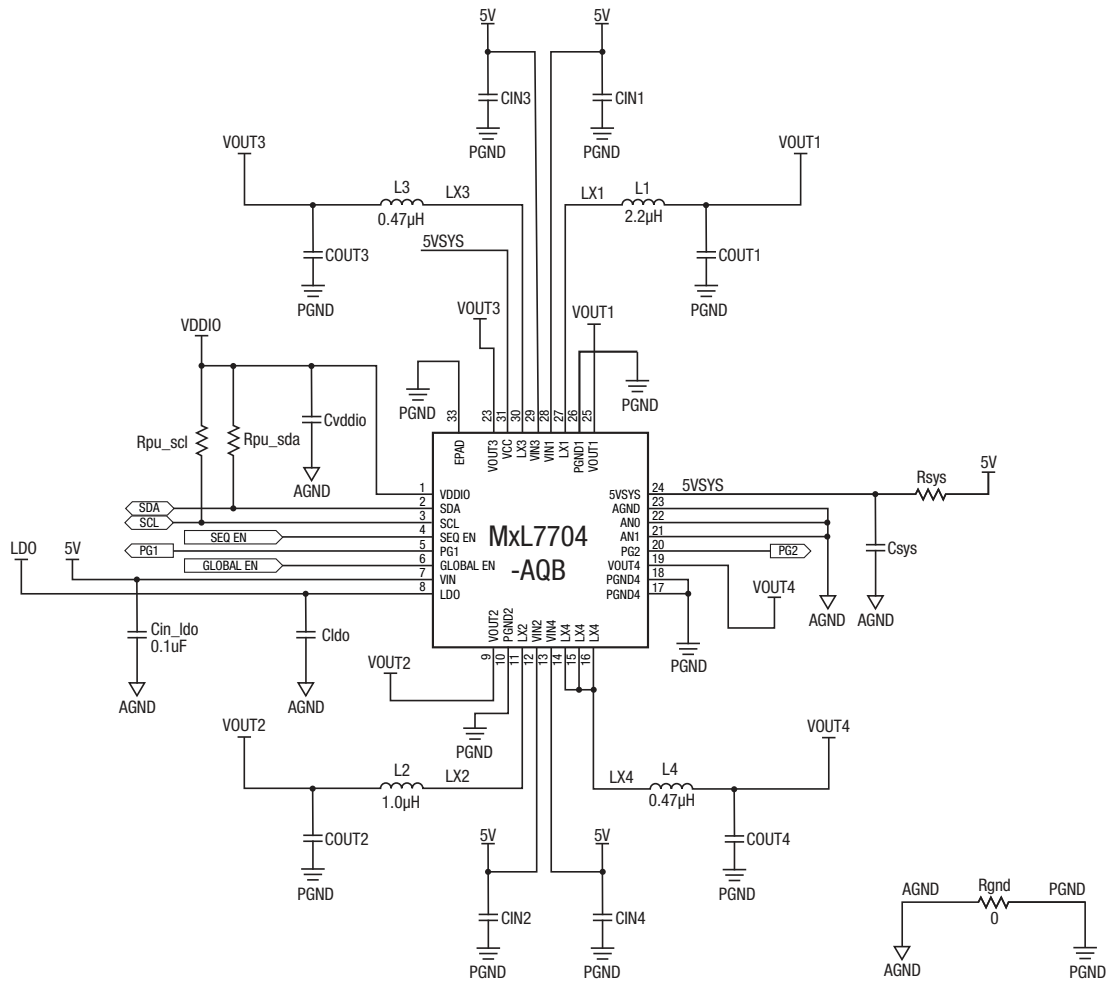 5V
5V
CIN3
CIN1
PGND
PGND
VOUT3
VOUT1
L3
LX3
LX1
L1
0.47µH
2.2µH
5VSYS
COUT3
COUT1
PGND
PGND
VOUT3
VOUT1
VDDIO
PGND
PGND
Rpu_scl
Rpu_sda
Cvddio
AGND
33
23
31
30
29
28
27
26
25
EPAD
VOUT3
VCC
LX3
VIN3
VIN1
LX1
PGND1
VOUT1
1
VDDIO
SDA
2
SDA
SCL
3
SCL
SEQ EN
4
SEQ EN
PG1
5
PG1
GLOBAL EN
6
GLOBAL EN
LDO
5V
7
VIN
8
LDO
MxL7704
-AQB
5VSYS
24
5VSYS
Rsys
5V
AGND
23
AN0
22
AN1
21
PG2
20
PG2
VOUT4
19
PGND4
18
PGND4
17
Csys
VOUT4
AGND
AGND
PGND
Cin_ldo
0.1uF
Cldo
AGND
AGND
VOUT2
PGND2
LX2
VIN2
VIN4
LX4
LX4
LX4
9
10
11
12
13
14
15
16
VOUT2
PGND
VOUT2
VOUT4
L2
LX2
LX4
L4
1.0µH
0.47µH
COUT2
COUT4
PGND
PGND
5V
5V
CIN2
CIN4
PGND
PGND
AGND
Rgnd
PGND
0
AGND
PGND